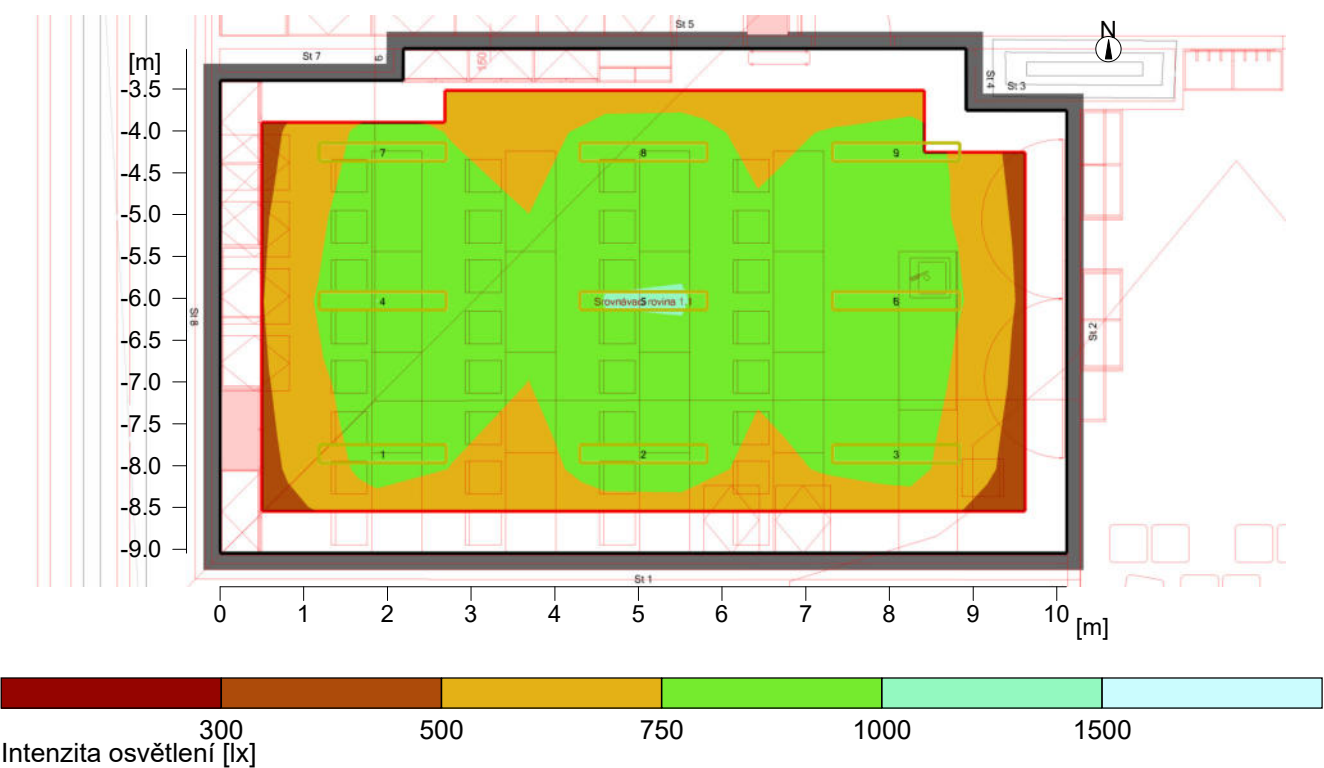 St 5
N
St 7
9
160
[m]
St 4
St 3
-3.5
-4.0
7
8
9
-4.5
-5.0
-5.5
-6.0
4
Srovnávací rovina 1.1
5
6
St 8
St 2
-6.5
-7.0
-7.5
-8.0
1
2
3
-8.5
-9.0
St 1
0 1 2 3 4 5 6 7 8 9 10
[m]
300 500 750 1000 1500
Intenzita osvětlení [lx]